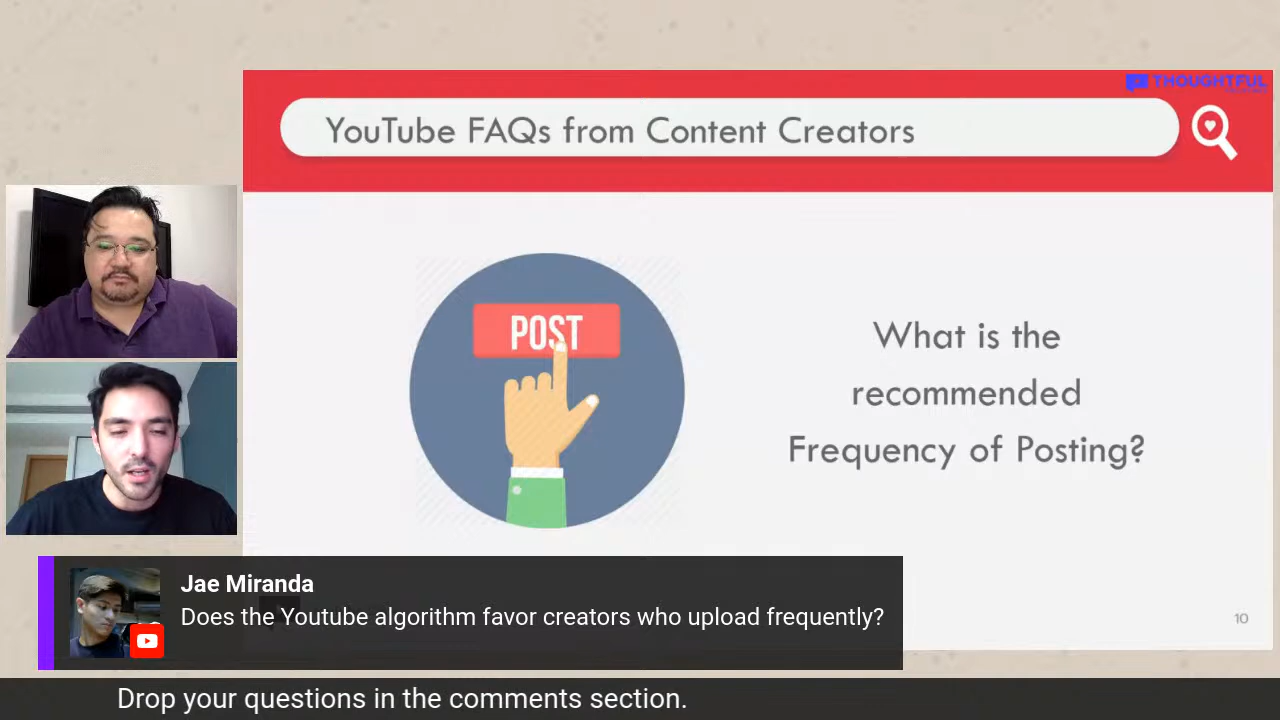 THOUGHTFUL
YouTube FAQs from Content Creators
POST
What is the
recommended
Frequency of Posting?
Jae Miranda
Does the Youtube algorithm favor creators who upload frequently?
10
Drop your questions in the comments section.